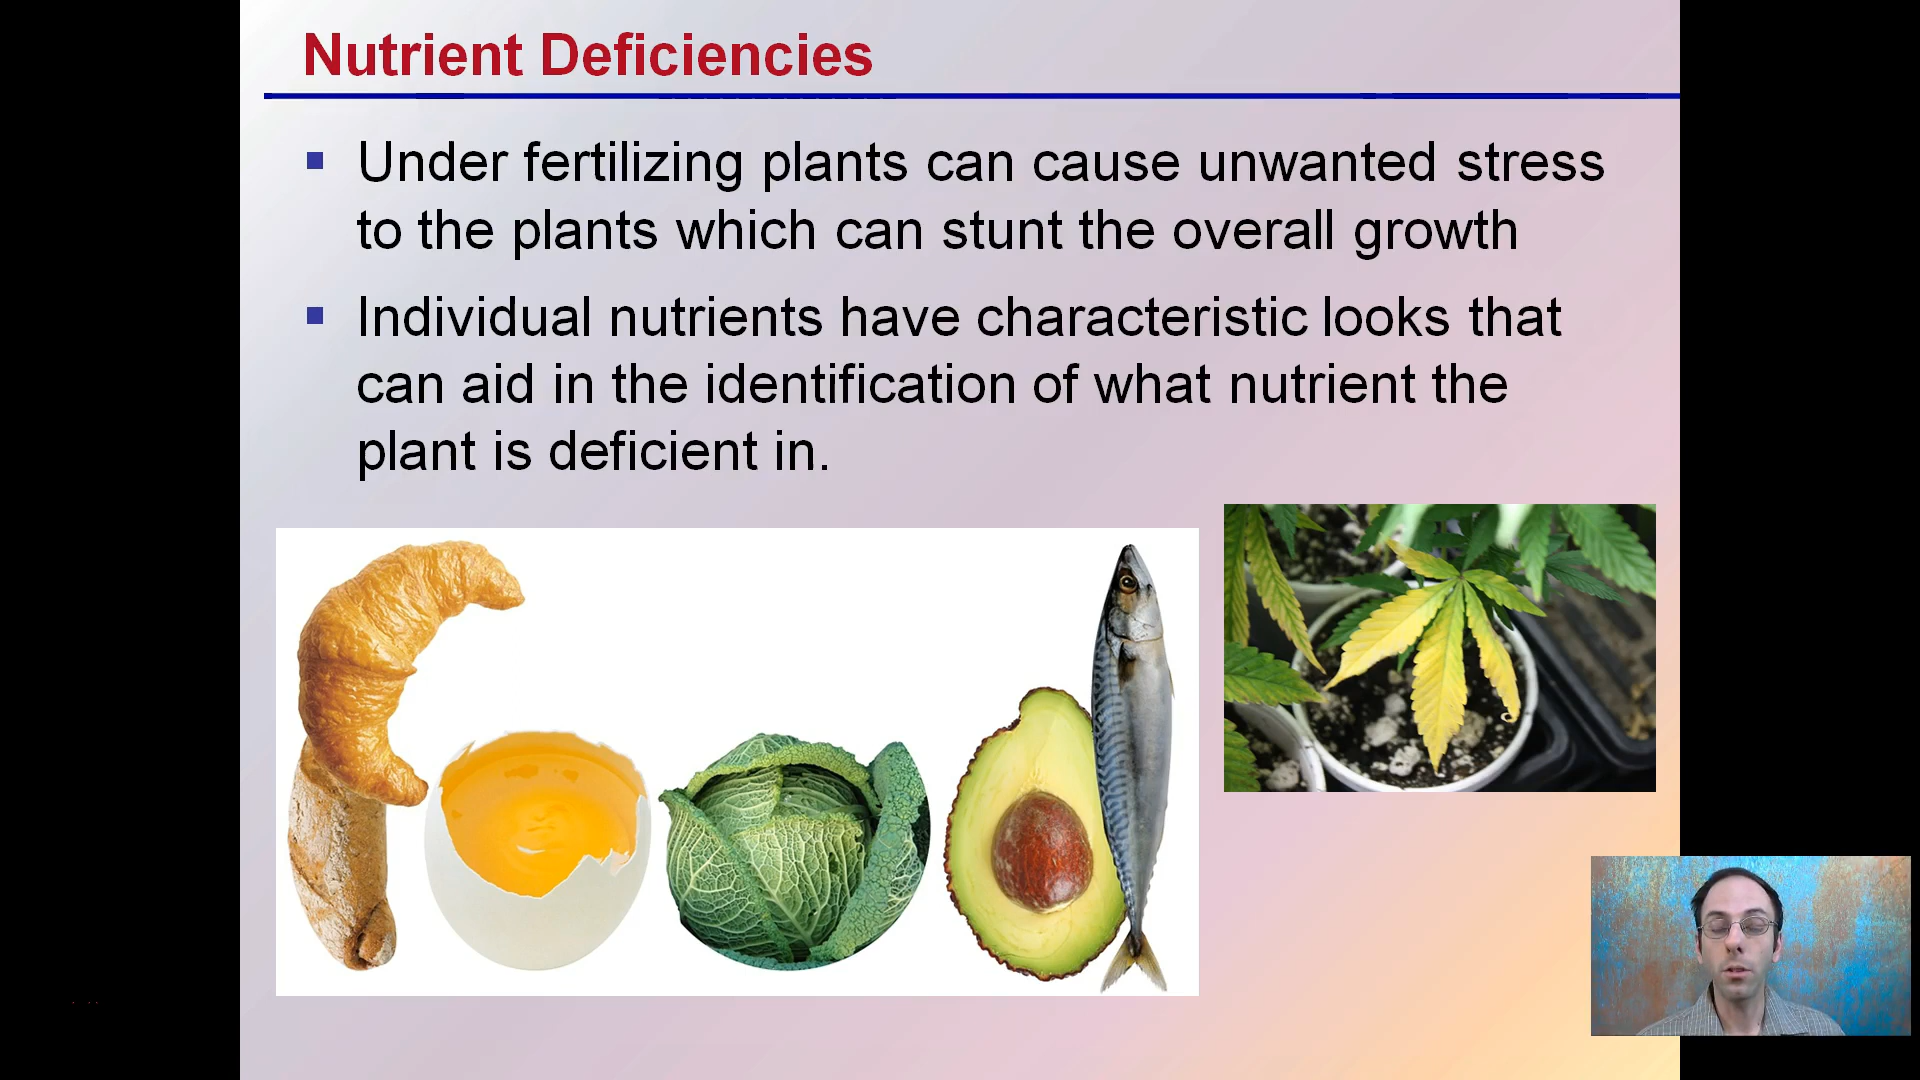 Nutrient Deficiencies
Under fertilizing plants can cause unwanted stress
to the plants which can stunt the overall growth
Individual nutrients have characteristic looks that
can aid in the identification of what nutrient the
plant is deficient in.